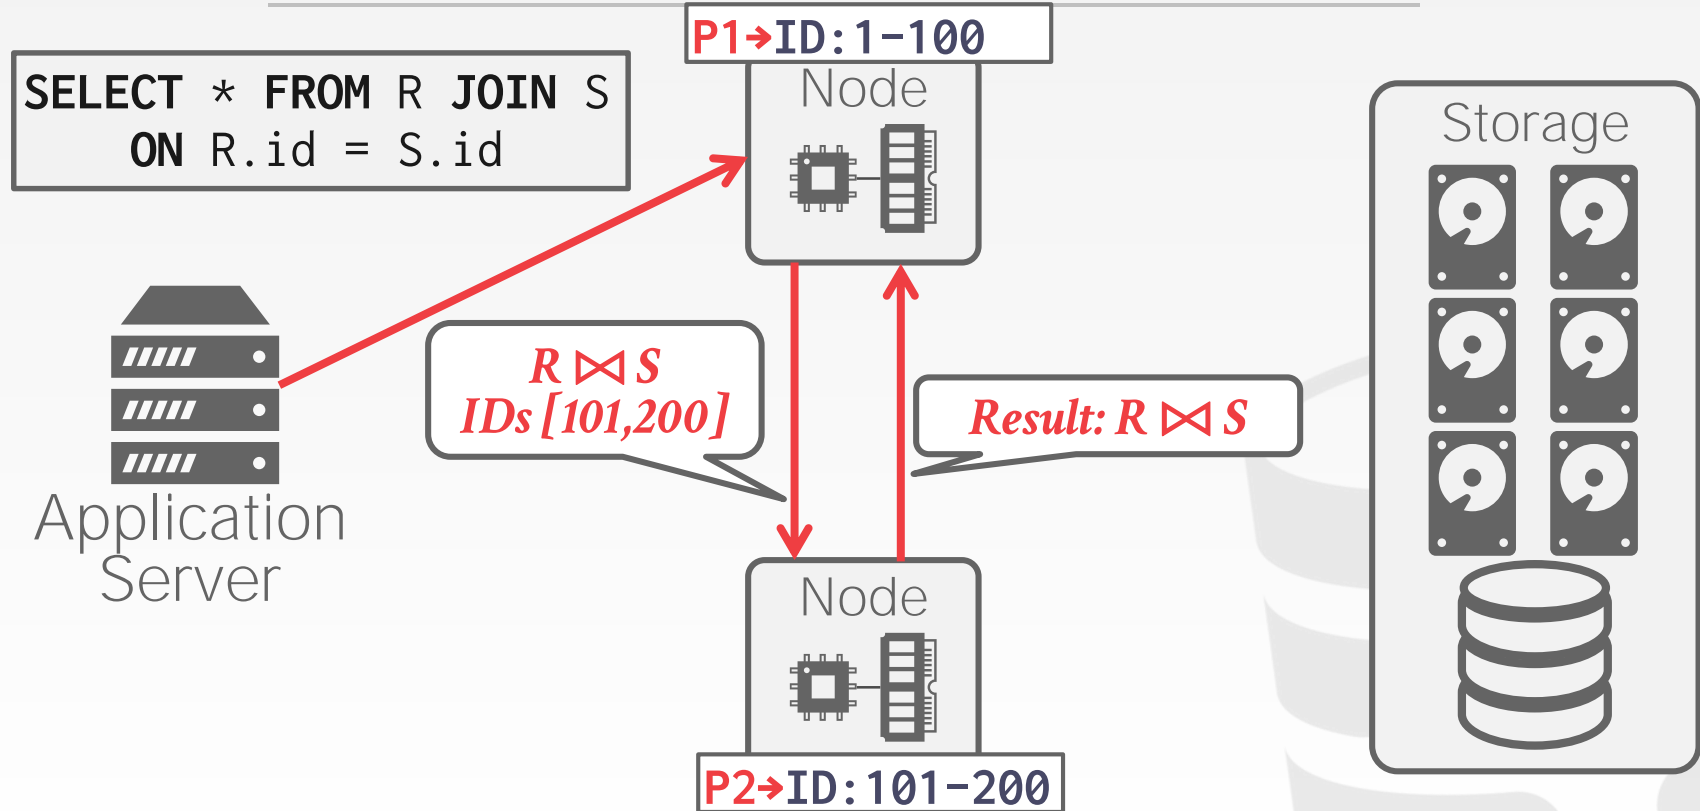 P1→ID:1-100
SELECT * FROM R JOIN S
ON R.id = S.id
Node
Storage
R ⋈ S
IDs [101,200]
Result: R ⋈ S
Application
Server
Node
P2→ID:101-200